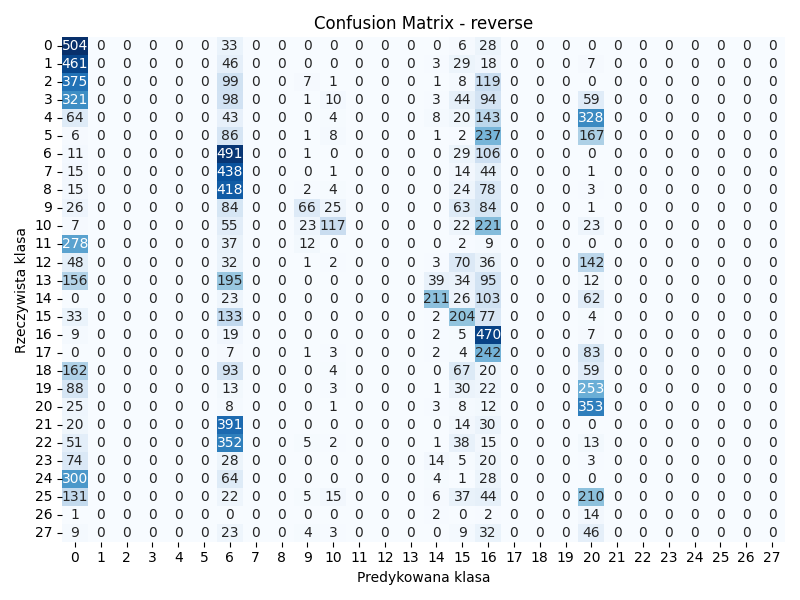 Confusion Matrix - reverse
Rzeczywista klasa
0 504 0 0 0 0 0 33 0 0 0 0 0 0 0 0 6 28 0 0 0 0 0 0 0 0 0 0 0
1 461 0 0 0 0 0 46 0 0 0 0 0 0 0 3 29 18 0 0 0 7 0 0 0 0 0 0 0
2 375 0 0 0 0 0 99 0 0 7 1 0 0 0 1 8 119 0 0 0 0 0 0 0 0 0 0 0
3 321 0 0 0 0 0 98 0 0 1 10 0 0 0 3 44 94 0 0 0 59 0 0 0 0 0 0 0
4 64 0 0 0 0 0 43 0 0 0 4 0 0 0 8 20 143 0 0 0 328 0 0 0 0 0 0 0
5 6 0 0 0 0 0 86 0 0 1 8 0 0 0 1 2 237 0 0 0 167 0 0 0 0 0 0 0
6 11 0 0 0 0 0 491 0 0 1 0 0 0 0 0 29 106 0 0 0 0 0 0 0 0 0 0 0
7 15 0 0 0 0 0 438 0 0 0 1 0 0 0 0 14 44 0 0 0 1 0 0 0 0 0 0 0
8 15 0 0 0 0 0 418 0 0 2 4 0 0 0 0 24 78 0 0 0 3 0 0 0 0 0 0 0
9 26 0 0 0 0 0 84 0 0 66 25 0 0 0 0 63 84 0 0 0 1 0 0 0 0 0 0 0
10 7 0 0 0 0 0 55 0 0 23 117 0 0 0 0 22 221 0 0 0 23 0 0 0 0 0 0 0
11 278 0 0 0 0 0 37 0 0 12 0 0 0 0 0 2 9 0 0 0 0 0 0 0 0 0 0 0
12 48 0 0 0 0 0 32 0 0 1 2 0 0 0 3 70 36 0 0 0 142 0 0 0 0 0 0 0
13 156 0 0 0 0 0 195 0 0 0 0 0 0 0 39 34 95 0 0 0 12 0 0 0 0 0 0 0
14 0 0 0 0 0 0 23 0 0 0 0 0 0 0 211 26 103 0 0 0 62 0 0 0 0 0 0 0
15 33 0 0 0 0 0 133 0 0 0 0 0 0 0 2 204 77 0 0 0 4 0 0 0 0 0 0 0
16 9 0 0 0 0 0 19 0 0 0 0 0 0 0 2 5 470 0 0 0 7 0 0 0 0 0 0 0
17 0 0 0 0 0 0 7 0 0 1 3 0 0 0 2 4 242 0 0 0 83 0 0 0 0 0 0 0
18 162 0 0 0 0 0 93 0 0 0 4 0 0 0 0 67 20 0 0 0 59 0 0 0 0 0 0 0
19 88 0 0 0 0 0 13 0 0 0 3 0 0 0 1 30 22 0 0 0 253 0 0 0 0 0 0 0
20 25 0 0 0 0 0 8 0 0 0 1 0 0 0 3 8 12 0 0 0 353 0 0 0 0 0 0 0
21 20 0 0 0 0 0 391 0 0 0 0 0 0 0 0 14 30 0 0 0 0 0 0 0 0 0 0 0
22 51 0 0 0 0 0 352 0 0 5 2 0 0 0 1 38 15 0 0 0 13 0 0 0 0 0 0 0
23 74 0 0 0 0 0 28 0 0 0 0 0 0 0 14 5 20 0 0 0 3 0 0 0 0 0 0 0
24 300 0 0 0 0 0 64 0 0 0 0 0 0 0 4 1 28 0 0 0 0 0 0 0 0 0 0 0
25 131 0 0 0 0 0 22 0 0 5 15 0 0 0 6 37 44 0 0 0 210 0 0 0 0 0 0 0
26 1 0 0 0 0 0 0 0 0 0 0 0 0 0 2 0 2 0 0 0 14 0 0 0 0 0 0 0
27 9 0 0 0 0 0 23 0 0 4 3 0 0 0 0 9 32 0 0 0 46 0 0 0 0 0 0 0
0 1 2 3 4 5 6 7 8 9 10 11 12 13 14 15 16 17 18 19 20 21 22 23 24 25 26 27
Predykowana klasa